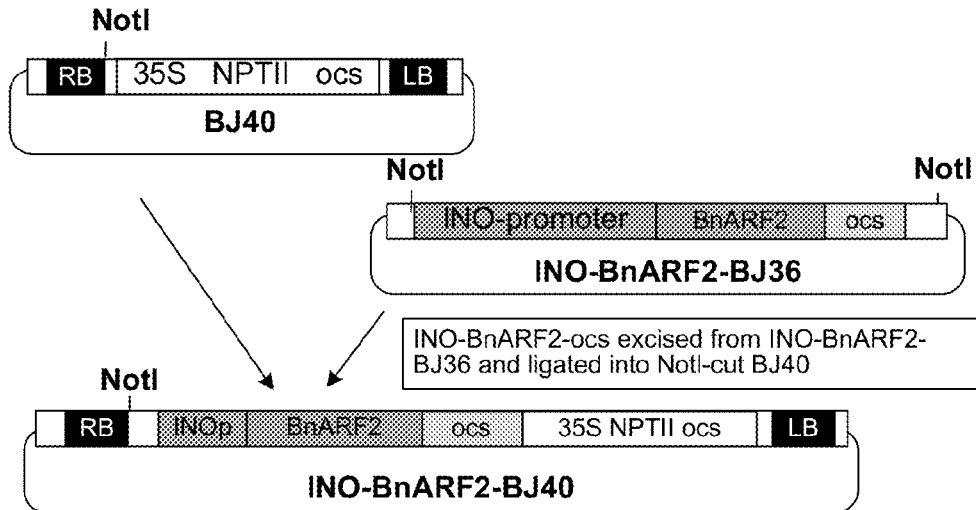 NotI
RB 35S NPTII ocs LB
BJ40
NotI NotI
INO-promoter BnARF2 ocs
INO-BnARF2-BJ36
INO-BnARF2-ocs excised from INO-BnARF2-
BJ36 and ligated into NotI-cut BJ40
NotI
RB INOp BnARF2 ocs 35S NPTII ocs LB
INO-BnARF2-BJ40